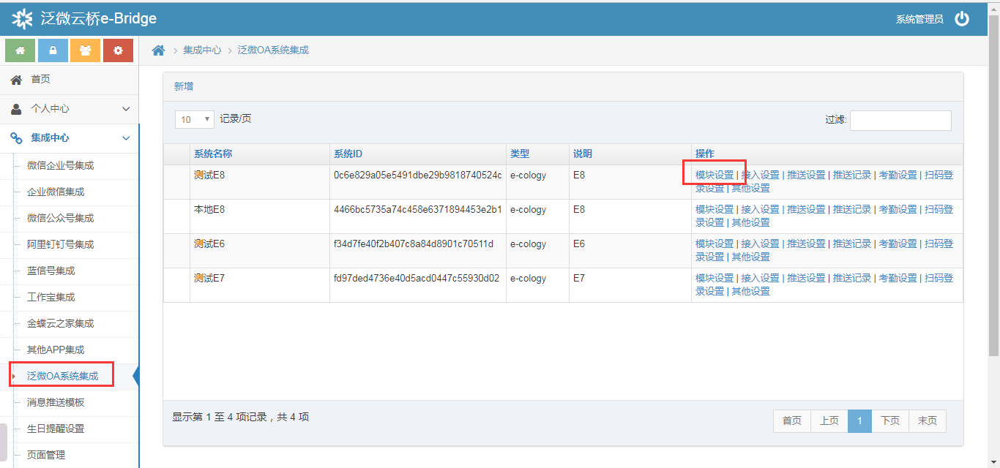 泛微云桥e-Bridge
系统管理员
集成中心 > 泛微OA系统集成
首页
个人中心
集成中心
微信企业号集成
企业微信集成
微信公众号集成
阿里钉钉号集成
蓝信号集成
工作宝集成
金蝶云之家集成
其他APP集成
泛微OA系统集成
消息推送模板
生日提醒设置
页面管理
新增
10 记录/页 过滤:
系统名称 系统ID 类型 说明 操作
测试E8 0c6e829a05e5491dbe29b9818740524c e-cology E8 模块设置 | 接入设置 | 推送设置 | 推送记录 | 考勤设置 | 扫码登
录设置 | 其他设置
本地E8 4466bc5735a74c458e6371894453e2b1 e-cology E8 模块设置 | 接入设置 | 推送设置 | 推送记录 | 考勤设置 | 扫码登
录设置 | 其他设置
测试E6 f34d7fe40f2b407c8a84d8901c70511d e-cology E6 模块设置 | 接入设置 | 推送设置 | 推送记录 | 考勤设置 | 扫码登
录设置 | 其他设置
测试E7 fd97ded4736e40d5acd0447c55930d02 e-cology E7 模块设置 | 接入设置 | 推送设置 | 推送记录 | 考勤设置 | 扫码登
录设置 | 其他设置
显示第 1 至 4 项记录，共 4 项
首页 上页 1 下页 末页